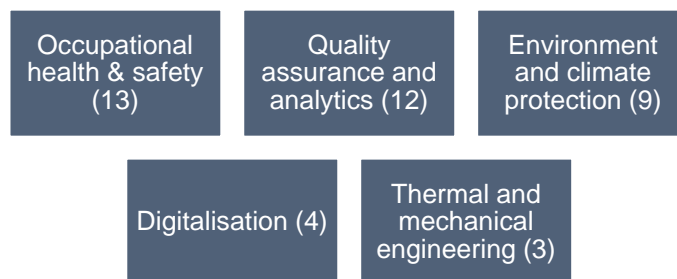 Occupational
health & safety
(13)
Quality
assurance and
analytics (12)
Environment
and climate
protection (9)
Digitalisation (4)
Thermal and
mechanical
engineering (3)